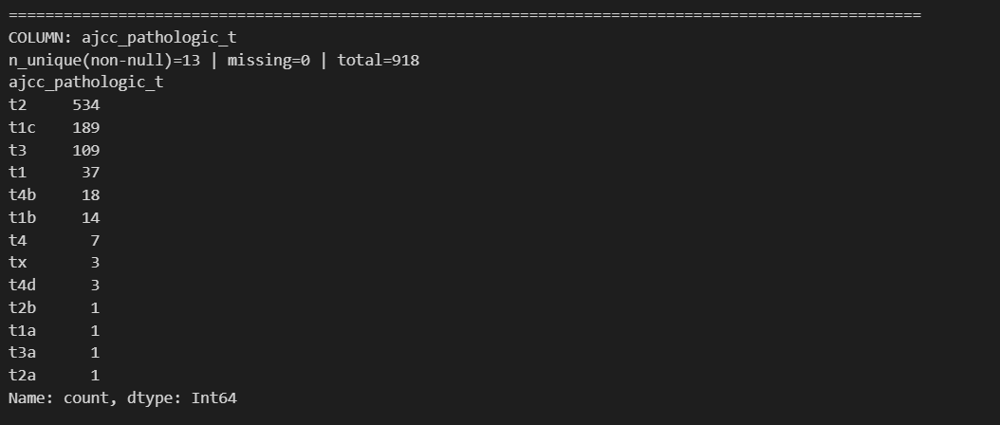 ====================================================================================================
COLUMN: ajcc_pathologic_t
n_unique(non-null)=13 | missing=0 | total=918
ajcc_pathologic_t
t2     534
t1c    189
t3     109
t1      37
t4b     18
t1b     14
t4       7
tx       3
t4d      3
t2b      1
t1a      1
t3a      1
t2a      1
Name: count, dtype: Int64